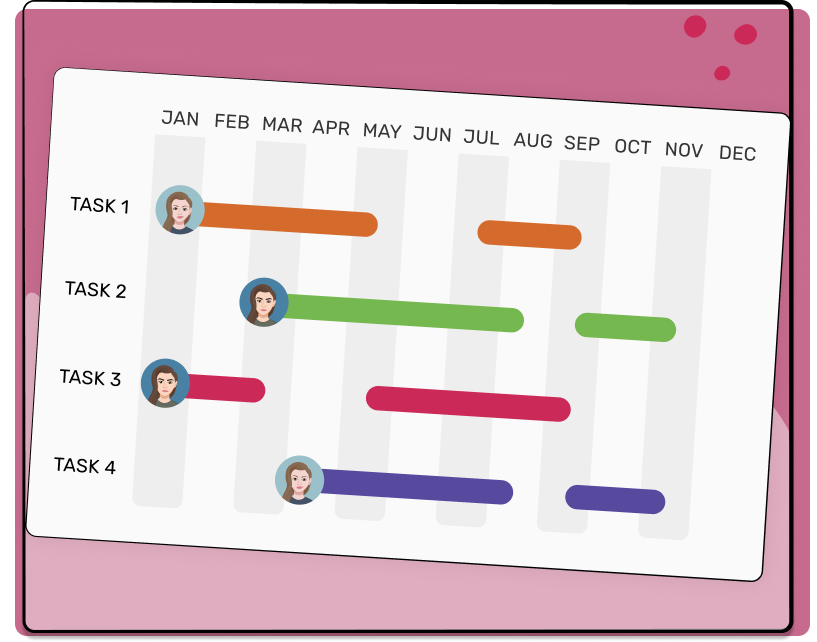 JAN FEB MAR APR MAY JUN JUL AUG SEP OCT NOV DEC
TASK 1
TASK 2
TASK 3
TASK 4